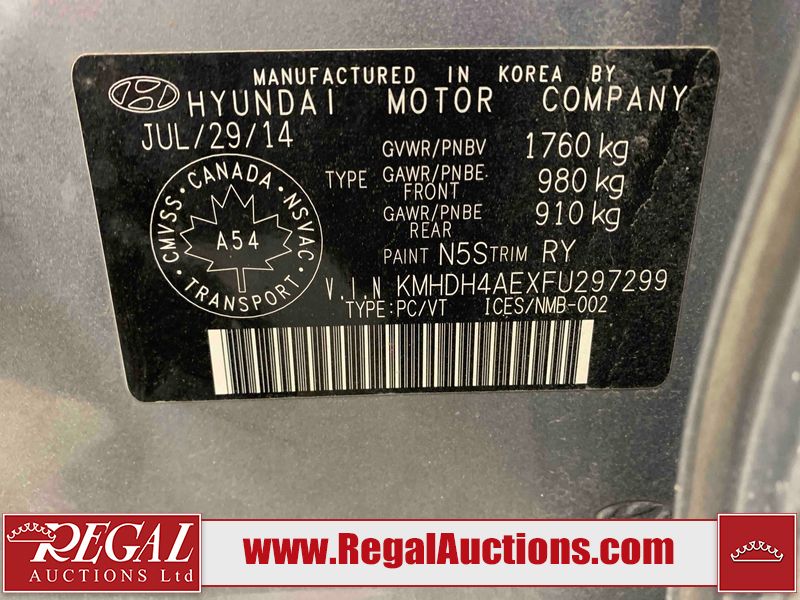 MANUFACTURED IN KOREA BY
HYUNDAI MOTOR COMPANY
JUL/29/14
GVWR/PNBV 1760 kg
TYPE GAWR/PNBE FRONT 980 kg
GAWR/PNBE REAR 910 kg
PAINT N5S TRIM RY
CMVSS · CANADA · NSVAC · TRANSPORT ·
A54
V.I.N KMHDH4AEXFU297299
TYPE:PC/VT ICES/NMB-002
REGAL
AUCTIONS Ltd
www.RegalAuctions.com